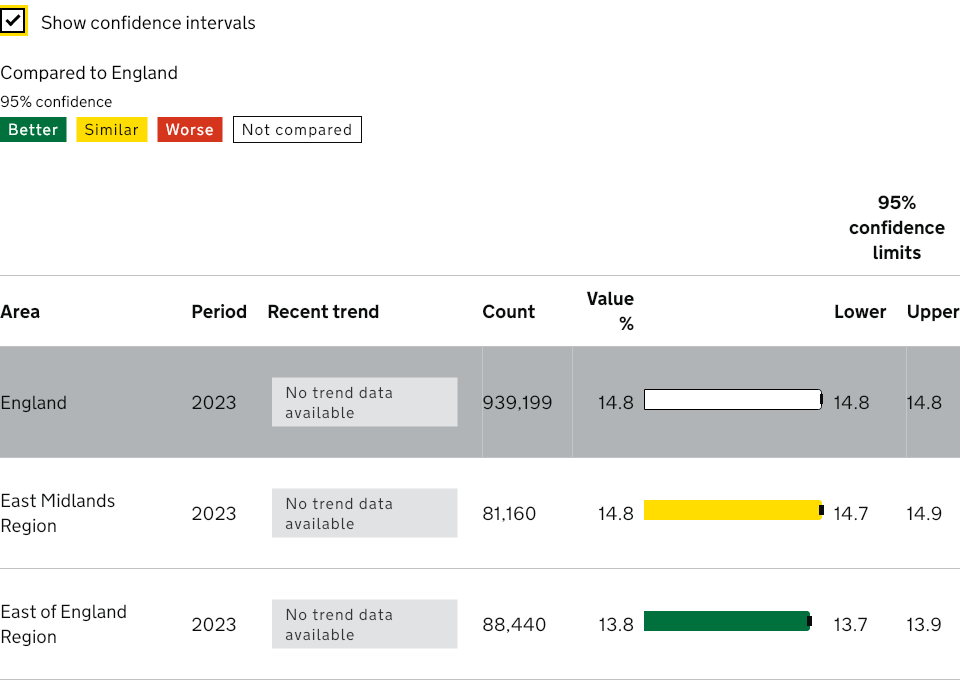 Show confidence intervals
Compared to England
95% confidence
Better Similar Worse Not compared
95%
confidence
limits
Area Period Recent trend Count Value % Lower Upper
England 2023 No trend data available 939,199 14.8 14.8 14.8
East Midlands Region 2023 No trend data available 81,160 14.8 14.7 14.9
East of England Region 2023 No trend data available 88,440 13.8 13.7 13.9